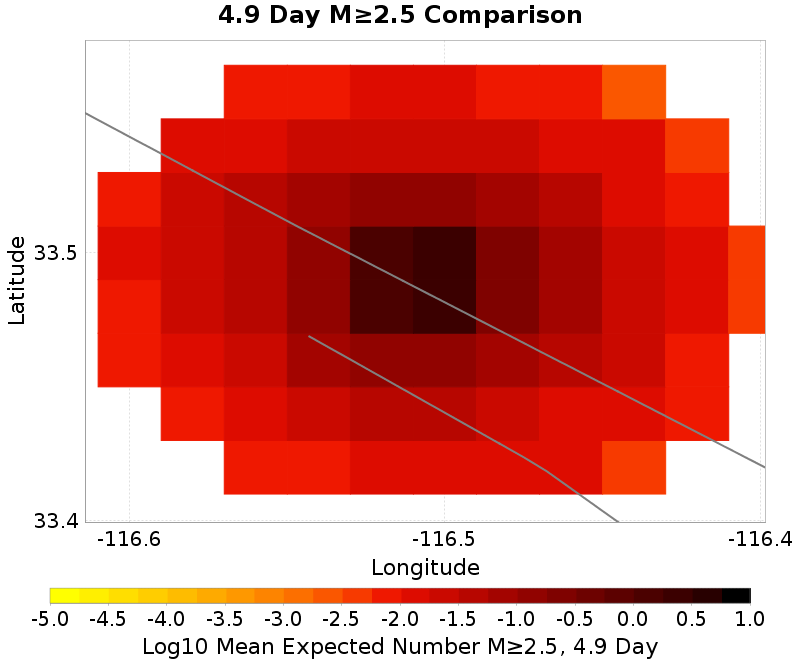 4.9 Day M≥2.5 Comparison
Latitude
33.5
33.4
-116.6 -116.5 -116.4
Longitude
-5.0 -4.5 -4.0 -3.5 -3.0 -2.5 -2.0 -1.5 -1.0 -0.5 0.0 0.5 1.0
Log10 Mean Expected Number M≥2.5, 4.9 Day